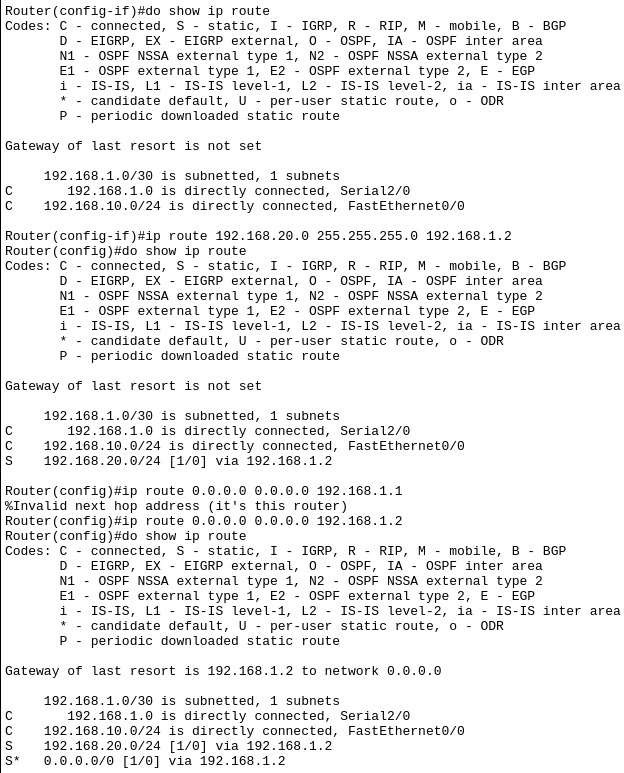 Router(config-if)#do show ip route
Codes: C - connected, S - static, I - IGRP, R - RIP, M - mobile, B - BGP
       D - EIGRP, EX - EIGRP external, O - OSPF, IA - OSPF inter area
       N1 - OSPF NSSA external type 1, N2 - OSPF NSSA external type 2
       E1 - OSPF external type 1, E2 - OSPF external type 2, E - EGP
       i - IS-IS, L1 - IS-IS level-1, L2 - IS-IS level-2, ia - IS-IS inter area
       * - candidate default, U - per-user static route, o - ODR
       P - periodic downloaded static route

Gateway of last resort is not set

     192.168.1.0/30 is subnetted, 1 subnets
C       192.168.1.0 is directly connected, Serial2/0
C    192.168.10.0/24 is directly connected, FastEthernet0/0

Router(config-if)#ip route 192.168.20.0 255.255.255.0 192.168.1.2
Router(config)#do show ip route
Codes: C - connected, S - static, I - IGRP, R - RIP, M - mobile, B - BGP
       D - EIGRP, EX - EIGRP external, O - OSPF, IA - OSPF inter area
       N1 - OSPF NSSA external type 1, N2 - OSPF NSSA external type 2
       E1 - OSPF external type 1, E2 - OSPF external type 2, E - EGP
       i - IS-IS, L1 - IS-IS level-1, L2 - IS-IS level-2, ia - IS-IS inter area
       * - candidate default, U - per-user static route, o - ODR
       P - periodic downloaded static route

Gateway of last resort is not set

     192.168.1.0/30 is subnetted, 1 subnets
C       192.168.1.0 is directly connected, Serial2/0
C    192.168.10.0/24 is directly connected, FastEthernet0/0
S    192.168.20.0/24 [1/0] via 192.168.1.2

Router(config)#ip route 0.0.0.0 0.0.0.0 192.168.1.1
%Invalid next hop address (it's this router)
Router(config)#ip route 0.0.0.0 0.0.0.0 192.168.1.2
Router(config)#do show ip route
Codes: C - connected, S - static, I - IGRP, R - RIP, M - mobile, B - BGP
       D - EIGRP, EX - EIGRP external, O - OSPF, IA - OSPF inter area
       N1 - OSPF NSSA external type 1, N2 - OSPF NSSA external type 2
       E1 - OSPF external type 1, E2 - OSPF external type 2, E - EGP
       i - IS-IS, L1 - IS-IS level-1, L2 - IS-IS level-2, ia - IS-IS inter area
       * - candidate default, U - per-user static route, o - ODR
       P - periodic downloaded static route

Gateway of last resort is 192.168.1.2 to network 0.0.0.0

     192.168.1.0/30 is subnetted, 1 subnets
C       192.168.1.0 is directly connected, Serial2/0
C    192.168.10.0/24 is directly connected, FastEthernet0/0
S    192.168.20.0/24 [1/0] via 192.168.1.2
S*   0.0.0.0/0 [1/0] via 192.168.1.2